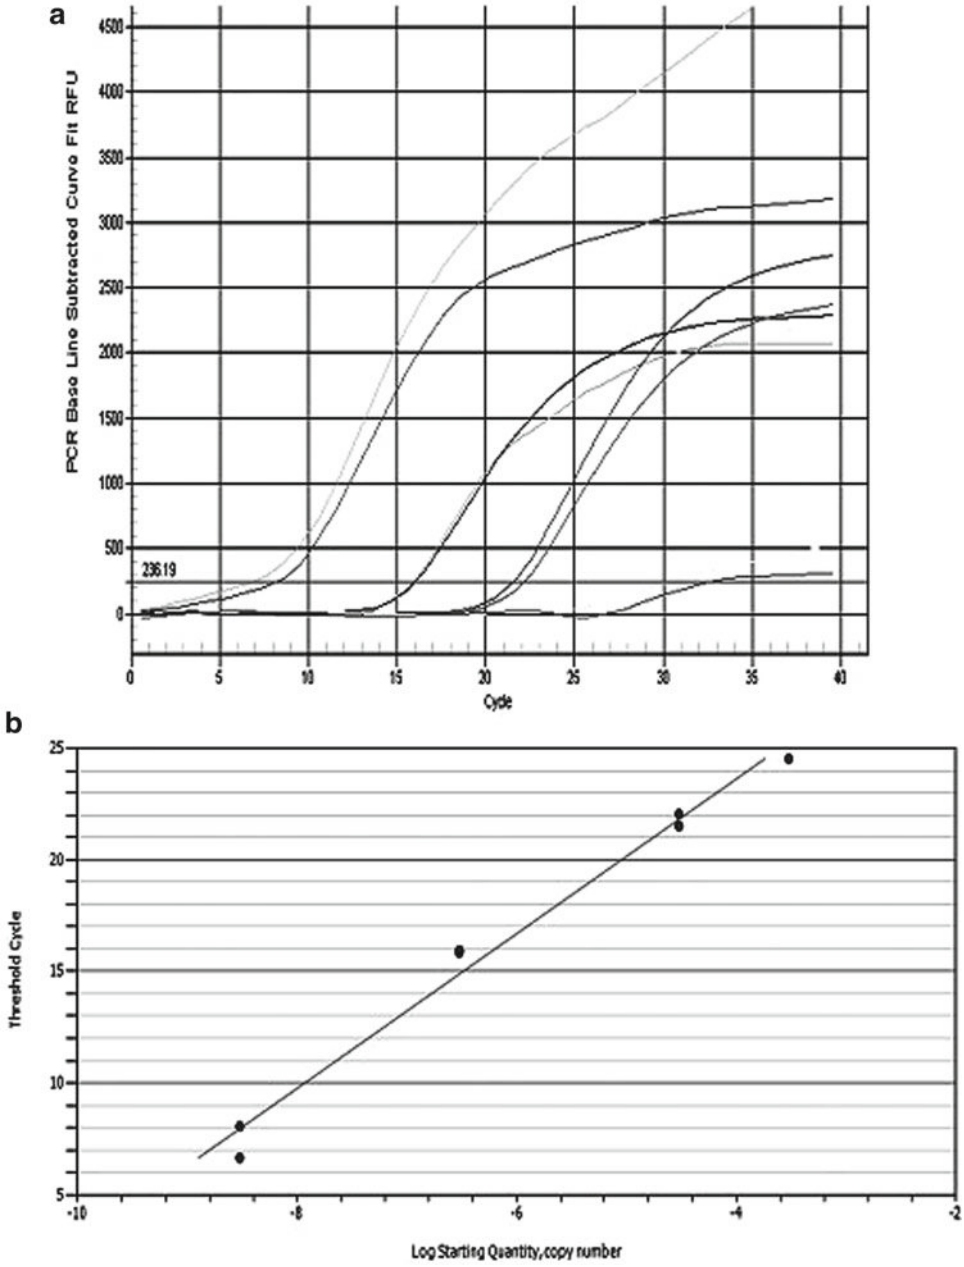 a
PCR Base Line Subtracted Curve Fit RFU
4500
4000
3500
3000
2500
2000
1500
1000
500
0
236.19
0 5 10 15 20 25 30 35 40
Cycle
b
Threshold Cycle
25
20
15
10
5
-10 -8 -6 -4 -2
Log Starting Quantity,copy number